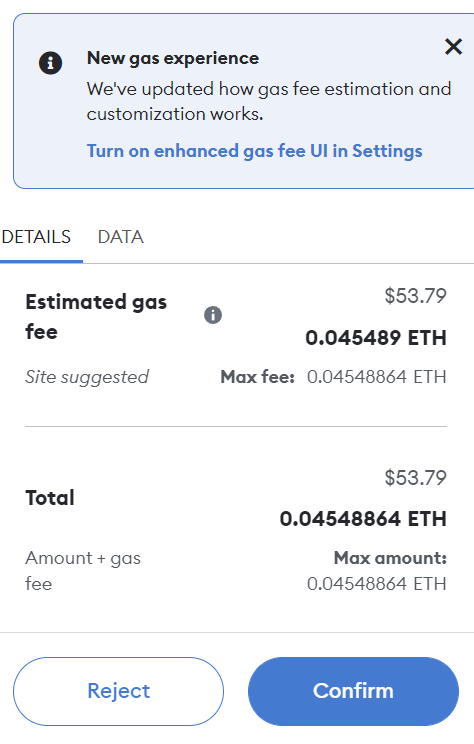 New gas experience
We've updated how gas fee estimation and
customization works.
Turn on enhanced gas fee UI in Settings
DETAILS DATA
$53.79
Estimated gas
fee
0.045489 ETH
Site suggested Max fee: 0.04548864 ETH
$53.79
Total
0.04548864 ETH
Amount + gas
fee
Max amount:
0.04548864 ETH
Reject Confirm